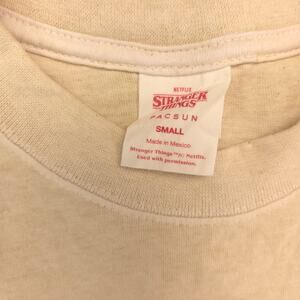 NETFLIX
STRANGER
THINGS
PACSUN
SMALL
Made in Mexico
Stranger Things™/© Netflix.
Used with permission.